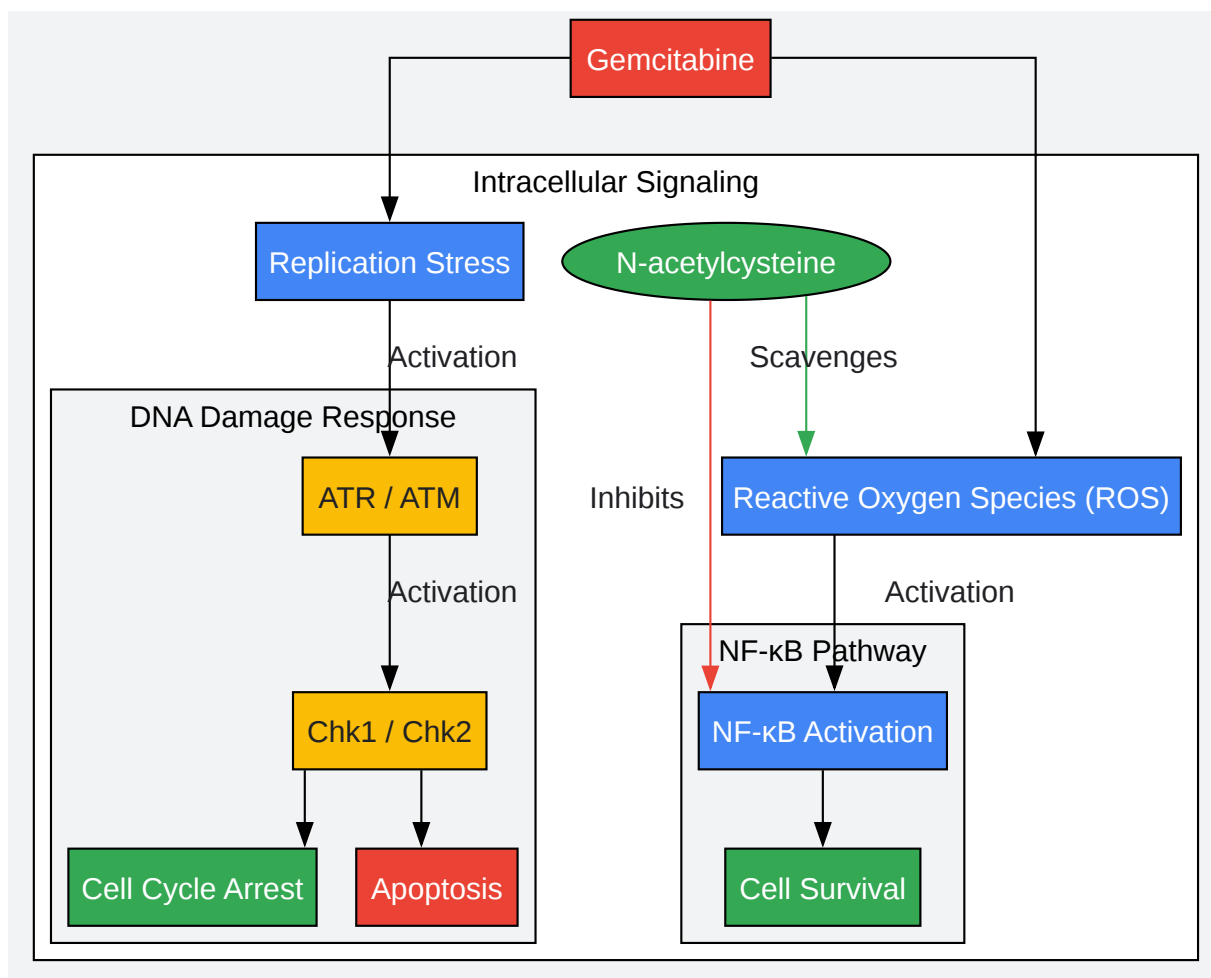 Gemcitabine
Intracellular Signaling
Replication Stress
N-acetylcysteine
Activation
Scavenges
DNA Damage Response
ATR / ATM
Inhibits
Reactive Oxygen Species (ROS)
Activation
Activation
NF-κB Pathway
Chk1 / Chk2
NF-κB Activation
Cell Cycle Arrest
Apoptosis
Cell Survival